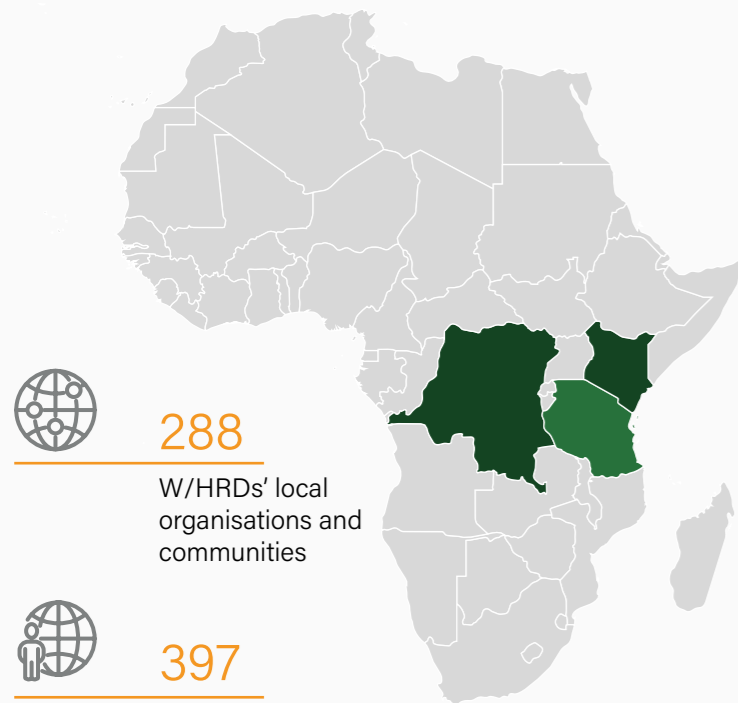 288
W/HRDs’ local
organisations and
communities
397